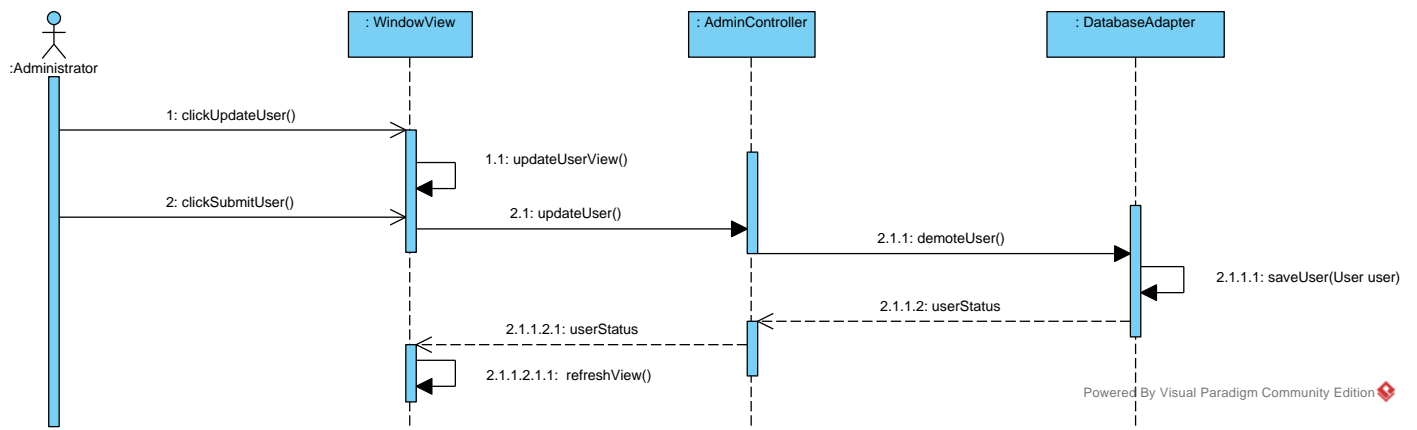 : WindowView
: AdminController
: DatabaseAdapter
:Administrator
1: clickUpdateUser()
1.1: updateUserView()
2: clickSubmitUser()
2.1: updateUser()
2.1.1: demoteUser()
2.1.1.1: saveUser(User user)
2.1.1.2: userStatus
2.1.1.2.1: userStatus
2.1.1.2.1.1: refreshView()
Powered By Visual Paradigm Community Edition